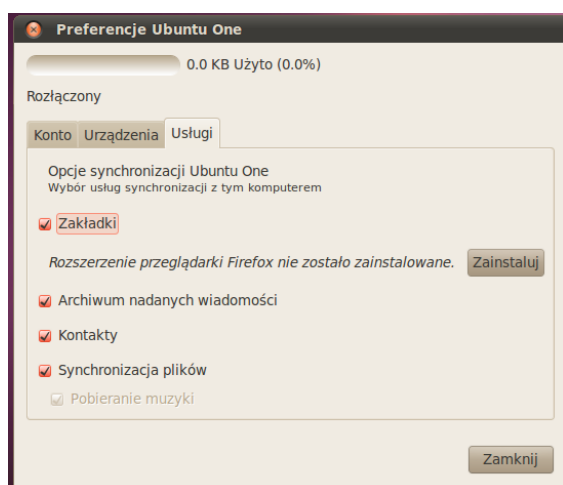 Preferencje Ubuntu One
0.0 KB Użyto (0.0%)
Rozłączony
Konto Urządzenia Usługi
Opcje synchronizacji Ubuntu One
Wybór usług synchronizacji z tym komputerem
Zakładki
Rozszerzenie przeglądarki Firefox nie zostało zainstalowane. Zainstaluj
Archiwum nadanych wiadomości
Kontakty
Synchronizacja plików
Pobieranie muzyki
Zamknij